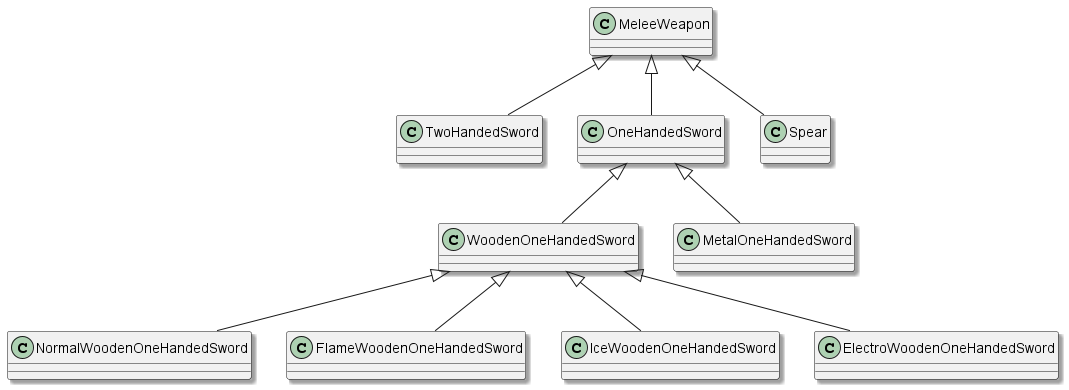 C MeleeWeapon
C TwoHandedSword
C OneHandedSword
C Spear
C WoodenOneHandedSword
C MetalOneHandedSword
C NormalWoodenOneHandedSword
C FlameWoodenOneHandedSword
C IceWoodenOneHandedSword
C ElectroWoodenOneHandedSword